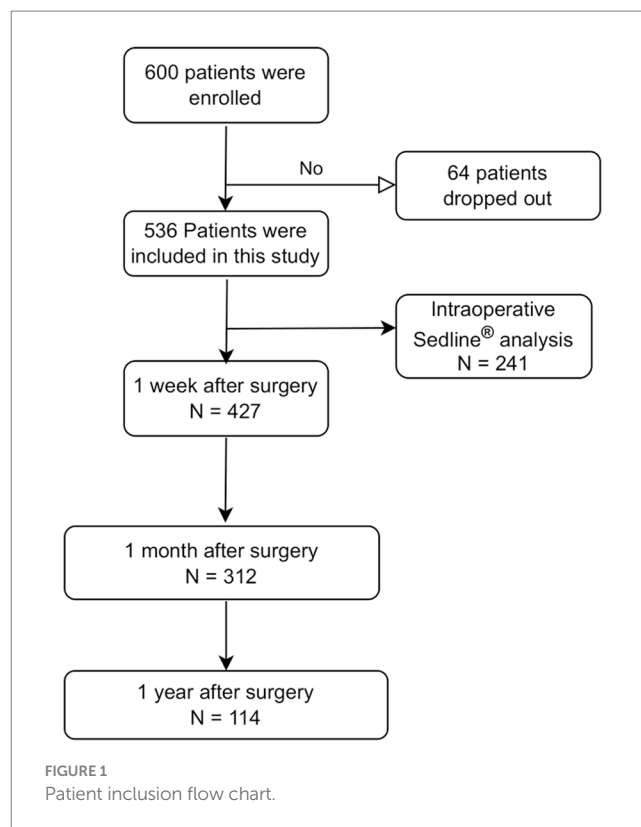 600 patients were
enrolled
No
64 patients
dropped out
536 Patients were
included in this study
Intraoperative
Sedline® analysis
N = 241
1 week after surgery
N = 427
1 month after surgery
N = 312
1 year after surgery
N = 114
FIGURE 1
Patient inclusion flow chart.